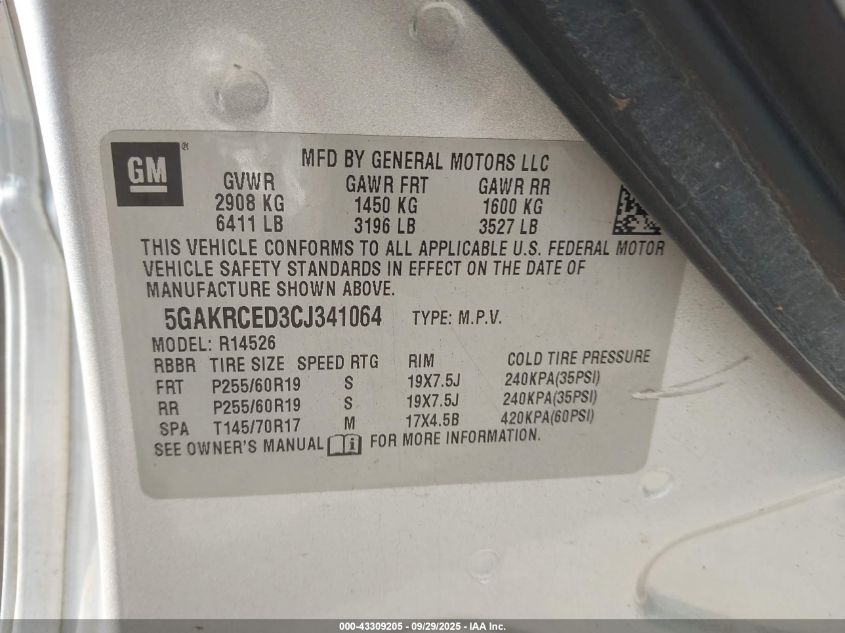 GM®
MFD BY GENERAL MOTORS LLC
GVWR GAWR FRT GAWR RR
2908 KG 1450 KG 1600 KG
6411 LB 3196 LB 3527 LB
THIS VEHICLE CONFORMS TO ALL APPLICABLE U.S. FEDERAL MOTOR
VEHICLE SAFETY STANDARDS IN EFFECT ON THE DATE OF
MANUFACTURE SHOWN ABOVE.
5GAKRCED3CJ341064 TYPE: M.P.V.
MODEL: R14526
RBBR TIRE SIZE SPEED RTG RIM COLD TIRE PRESSURE
FRT P255/60R19 S 19X7.5J 240KPA(35PSI)
RR P255/60R19 S 19X7.5J 240KPA(35PSI)
SPA T145/70R17 M 17X4.5B 420KPA(60PSI)
SEE OWNER'S MANUAL FOR MORE INFORMATION.
000-43309205 - 09/29/2025 - IAA Inc.